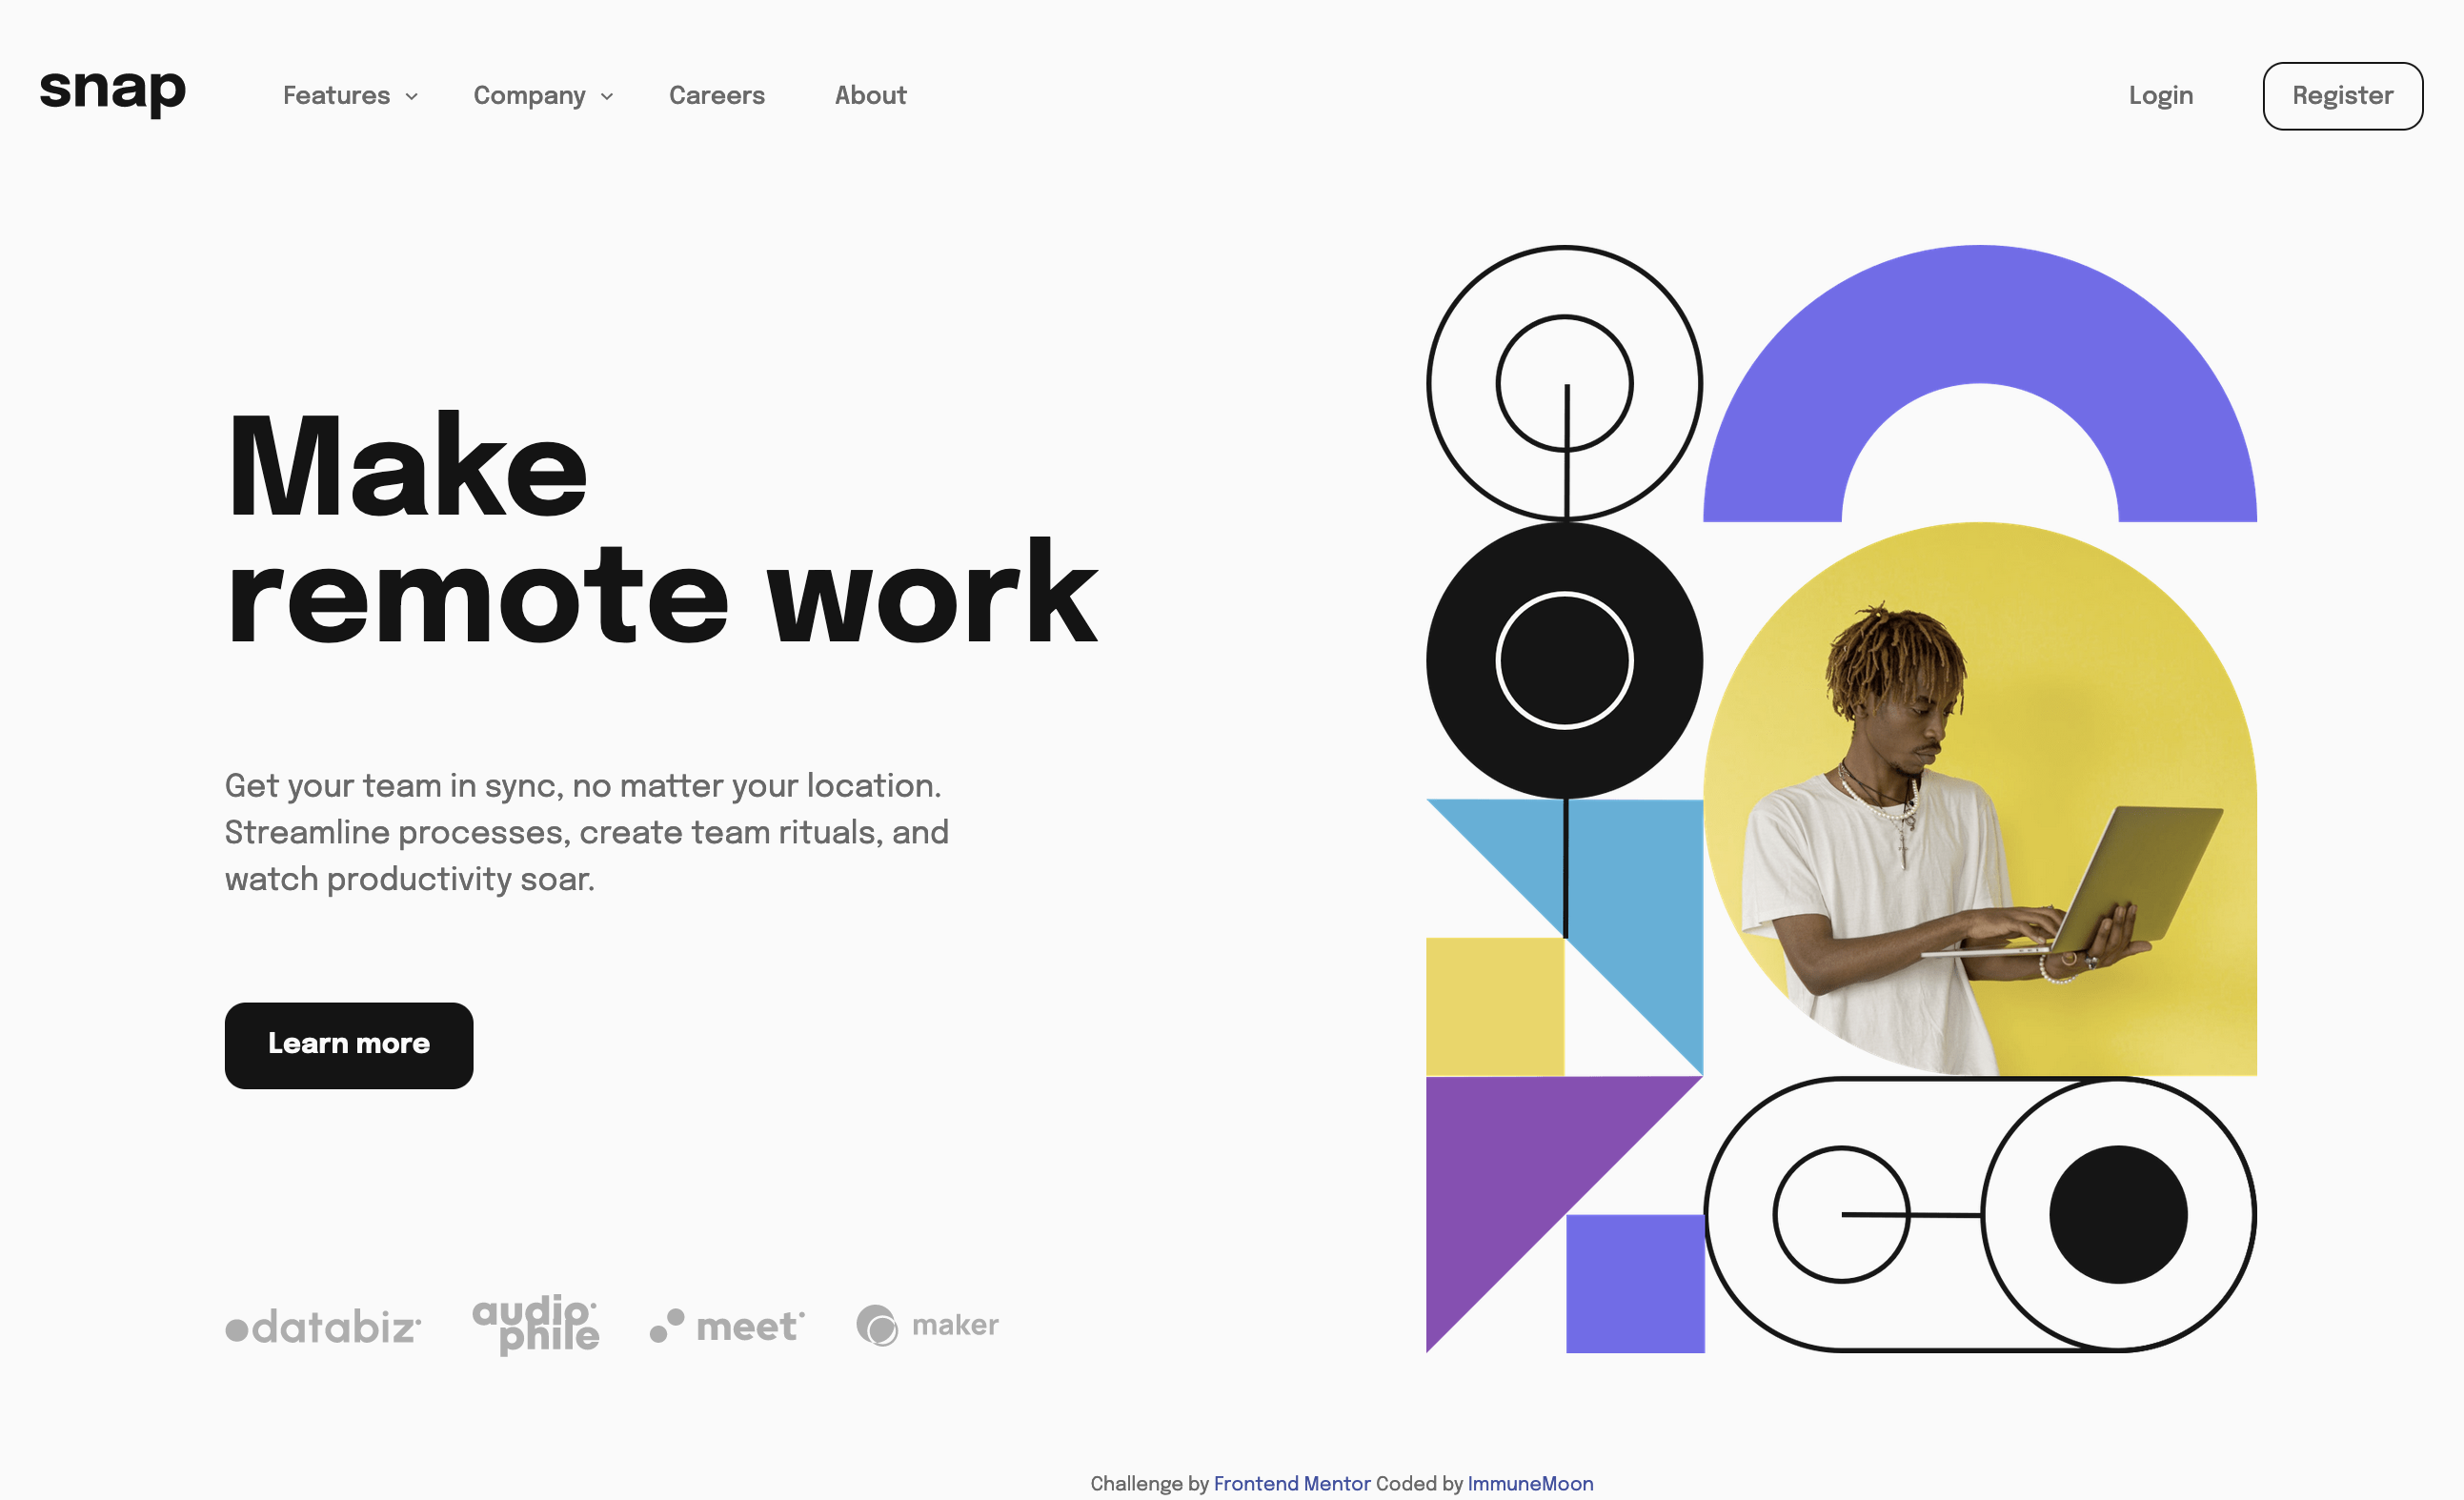 snap Features Company Careers About Login Register
Make
remote work
Get your team in sync, no matter your location.
Streamline processes, create team rituals, and
watch productivity soar.
Learn more
databiz audiophile meet maker
Challenge by Frontend Mentor Coded by ImmuneMoon